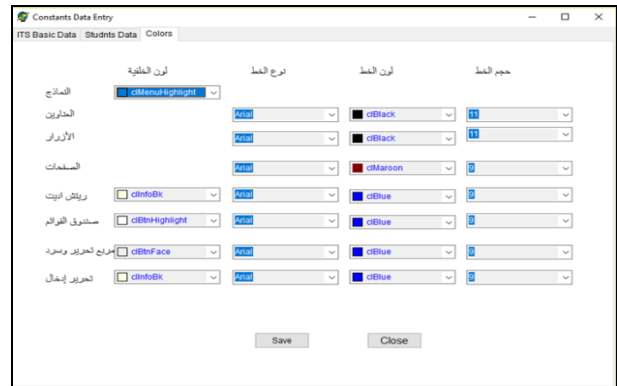 Constants Data Entry
ITS Basic Data Studnts Data Colors
لون الخلفية نوع الخط لون الخط حجم الخط
النماذج clMenuHighlight
العناوين Arial clBlack 11
الأزرار Arial clBlack 11
الصفحات Arial clMaroon 9
ريتش اديت clInfoBk Arial clBlue 9
صندوق القوائم clBtnHighlight Arial clBlue 9
مربع تحرير وسرد clBtnFace Arial clBlue 9
تحرير إدخال clInfoBk Arial clBlue 9
Save Close